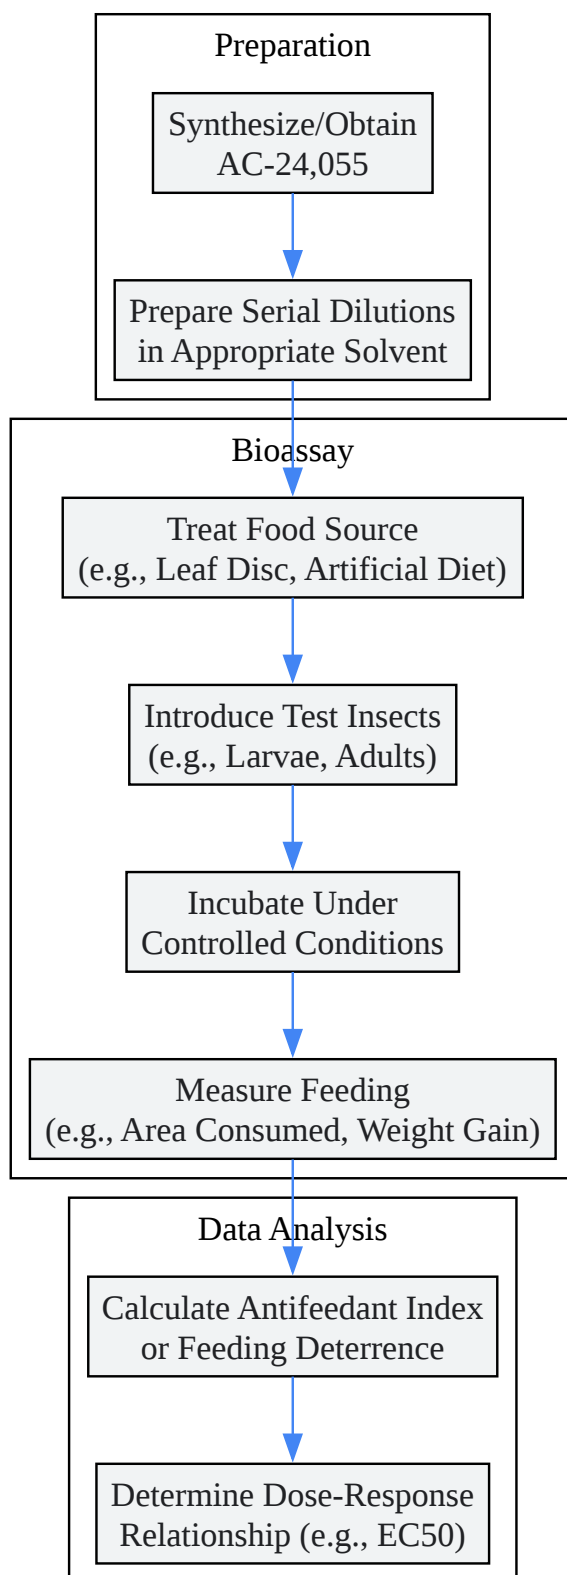 Preparation
Synthesize/Obtain
AC-24,055
Prepare Serial Dilutions
in Appropriate Solvent
Bioassay
Treat Food Source
(e.g., Leaf Disc, Artificial Diet)
Introduce Test Insects
(e.g., Larvae, Adults)
Incubate Under
Controlled Conditions
Measure Feeding
(e.g., Area Consumed, Weight Gain)
Data Analysis
Calculate Antifeedant Index
or Feeding Deterrence
Determine Dose-Response
Relationship (e.g., EC50)